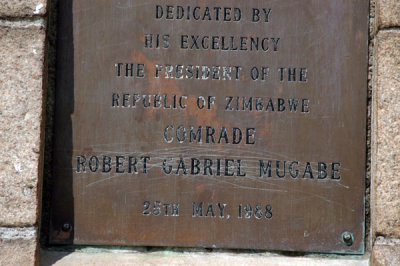 DEDICATED BY
HIS EXCELLENCY
THE PRESIDENT OF THE
REPUBLIC OF ZIMBABWE
COMRADE
ROBERT GABRIEL MUGABE
25TH MAY, 1988